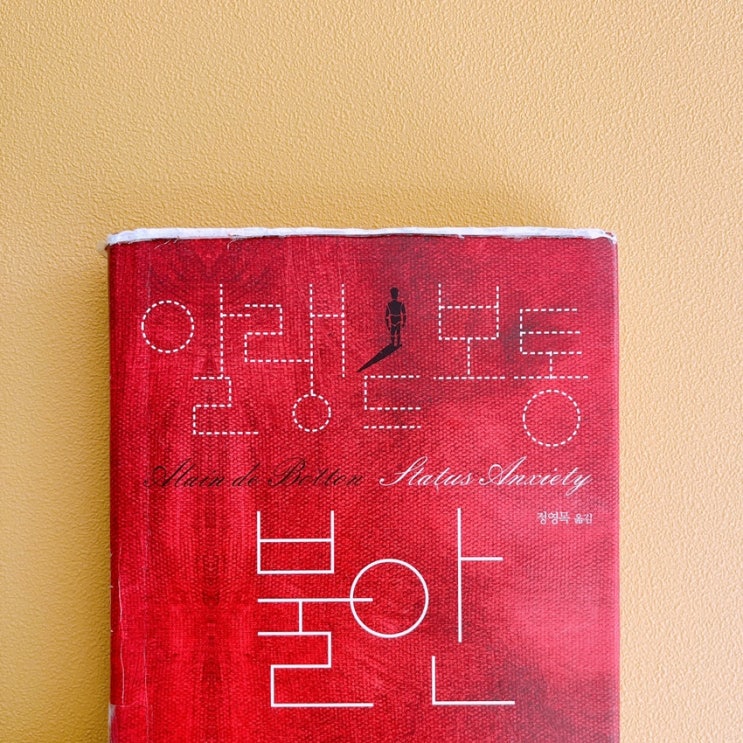 알랭 드 보통
Alain de Botton Status Anxiety
정영목 옮김
불안